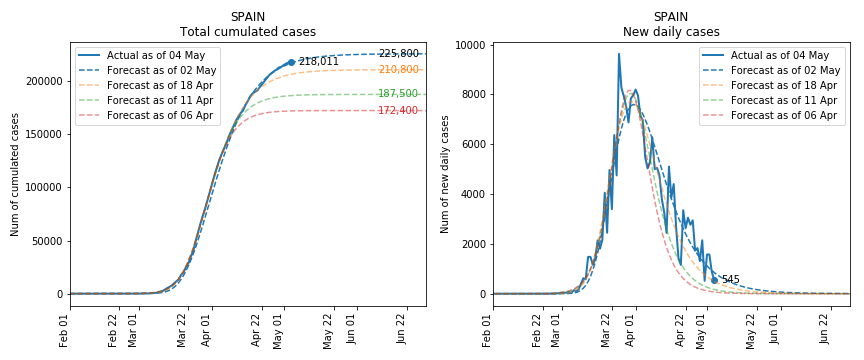 SPAIN
Total cumulated cases
Num of cumulated cases
200000
150000
100000
50000
0
Actual as of 04 May
Forecast as of 02 May
Forecast as of 18 Apr
Forecast as of 11 Apr
Forecast as of 06 Apr
218,011
225,800
210,800
187,500
172,400
Feb 01
Feb 22
Mar 01
Mar 22
Apr 01
Apr 22
May 01
May 22
Jun 01
Jun 22
SPAIN
New daily cases
Num of new daily cases
10000
8000
6000
4000
2000
0
Actual as of 04 May
Forecast as of 02 May
Forecast as of 18 Apr
Forecast as of 11 Apr
Forecast as of 06 Apr
545
Feb 01
Feb 22
Mar 01
Mar 22
Apr 01
Apr 22
May 01
May 22
Jun 01
Jun 22